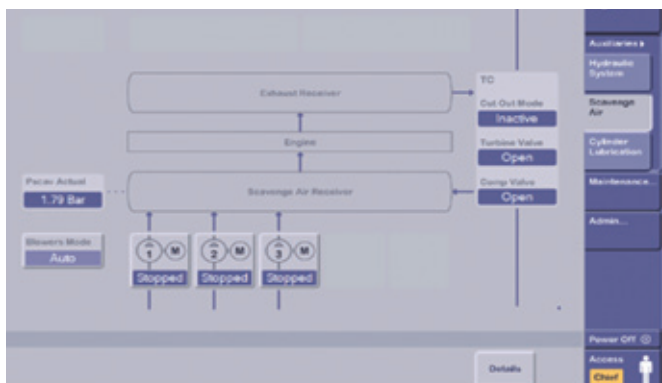 Auxiliaries
Hydraulic
System
TC
Exhaust Receiver
Cut Out Mode
Inactive
Scavenge
Air
Engine
Turbine Valve
Open
Cylinder
Lubrication
Pscav Actual
1.79 Bar
Scavenge Air Receiver
Comp Valve
Open
Maintenance...
Admin...
Blowers Mode
Auto
1 M
2 M
3 M
Stopped
Stopped
Stopped
Power Off
Details
Access
Chief